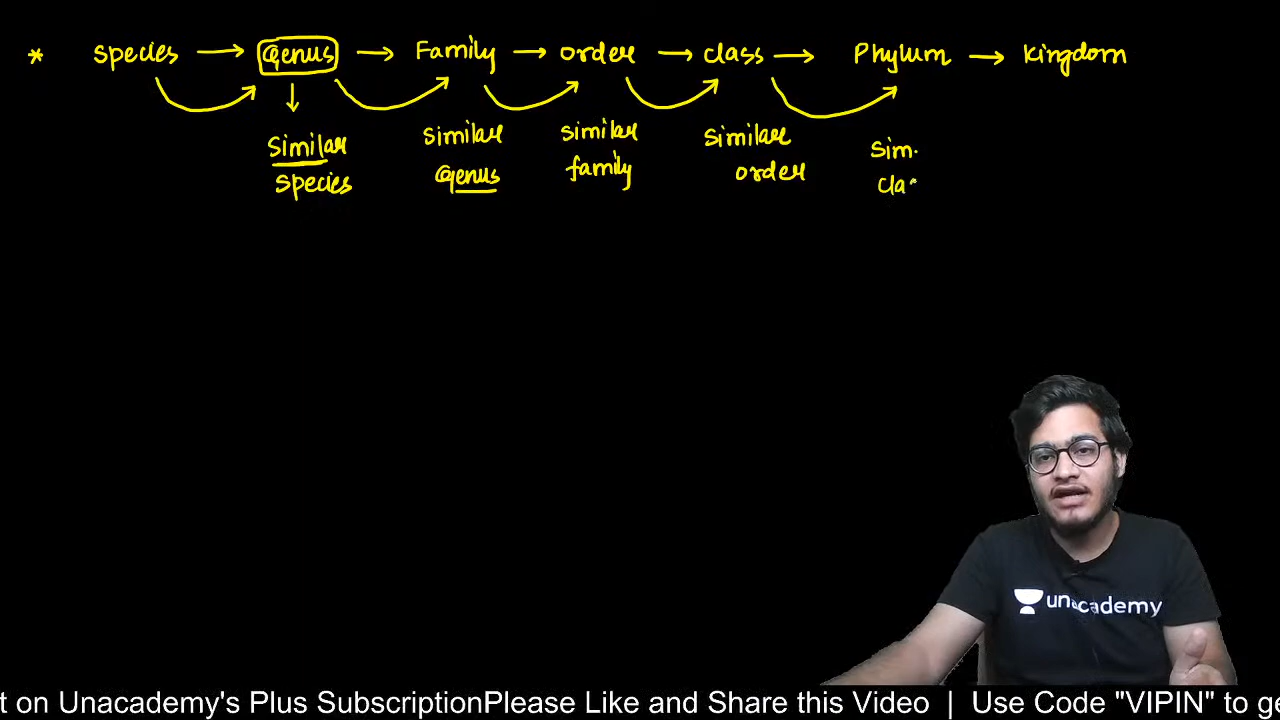 * Species → Genus → Family → order → class → Phylum → Kingdom
↓
Similar
species
similar
Genus
similar
family
similar
order
Sim.
Cla
unacademy
t on Unacademy's Plus SubscriptionPlease Like and Share this Video | Use Code "VIPIN" to ge